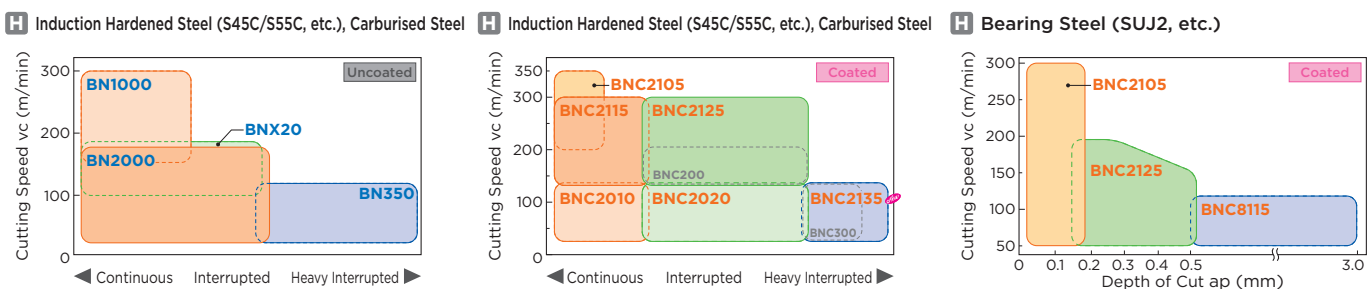 H Induction Hardened Steel (S45C/S55C, etc.), Carburised Steel
Cutting Speed vc (m/min)
300
200
100
0
Uncoated
BN1000
BNX20
BN2000
BN350
◀ Continuous Interrupted Heavy Interrupted ▶
H Induction Hardened Steel (S45C/S55C, etc.), Carburised Steel
Cutting Speed vc (m/min)
350
300
200
100
0
Coated
BNC2105
BNC2115
BNC2125
BNC200
BNC2010
BNC2020
BNC2135
BNC300
◀ Continuous Interrupted Heavy Interrupted ▶
H Bearing Steel (SUJ2, etc.)
Cutting Speed vc (m/min)
300
250
200
150
100
50
Coated
BNC2105
BNC2125
BNC8115
0 0.1 0.2 0.3 0.4 0.5 3.0
Depth of Cut ap (mm)